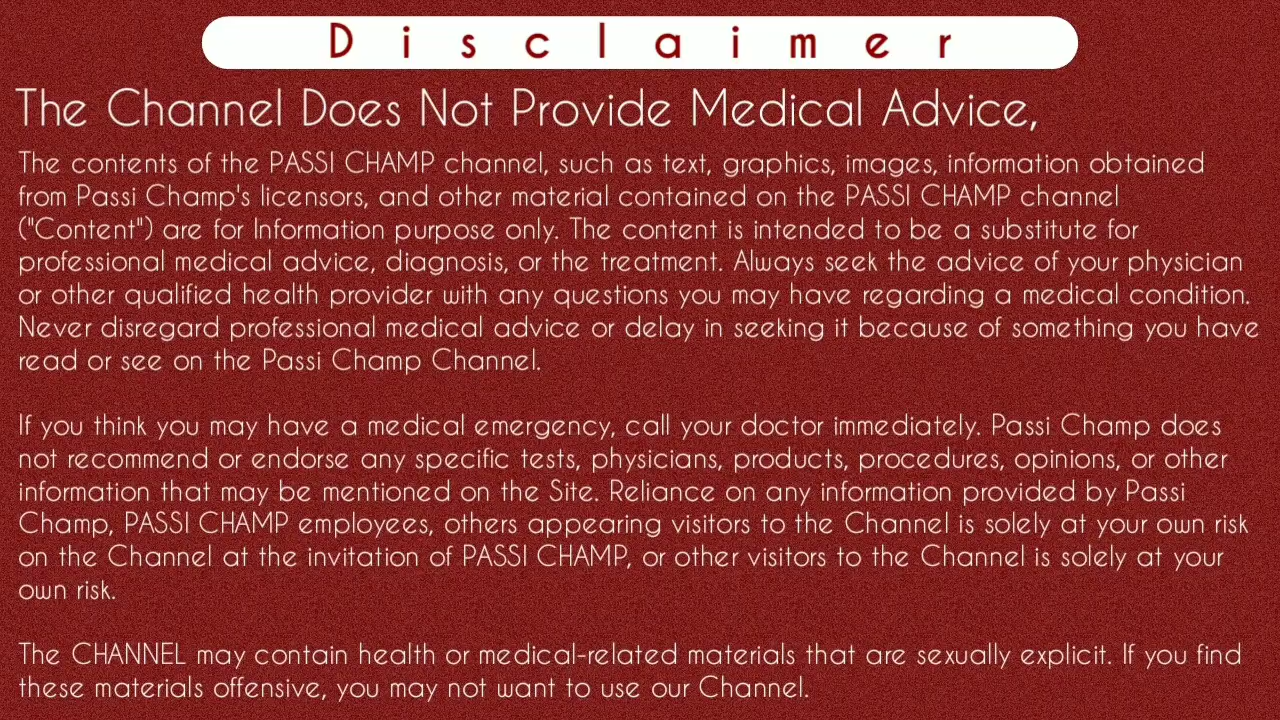 Disclaimer
The Channel Does Not Provide Medical Advice,
The contents of the PASSI CHAMP channel, such as text, graphics, images, information obtained
from Passi Champ's licensors, and other material contained on the PASSI CHAMP channel
("Content") are for Information purpose only. The content is intended to be a substitute for
professional medical advice, diagnosis, or the treatment. Always seek the advice of your physician
or other qualified health provider with any questions you may have regarding a medical condition.
Never disregard professional medical advice or delay in seeking it because of something you have
read or see on the Passi Champ Channel.
If you think you may have a medical emergency, call your doctor immediately. Passi Champ does
not recommend or endorse any specific tests, physicians, products, procedures, opinions, or other
information that may be mentioned on the Site. Reliance on any information provided by Passi
Champ, PASSI CHAMP employees, others appearing visitors to the Channel is solely at your own risk
on the Channel at the invitation of PASSI CHAMP, or other visitors to the Channel is solely at your
own risk.
The CHANNEL may contain health or medical-related materials that are sexually explicit. If you find
these materials offensive, you may not want to use our Channel.